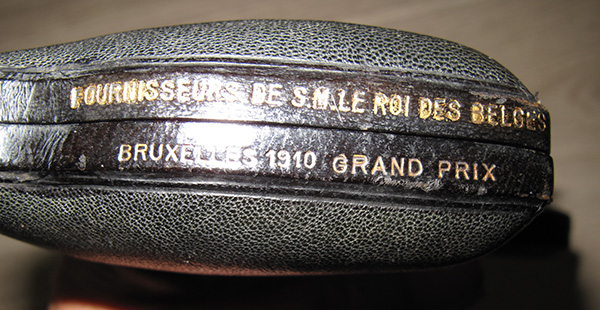 FOURNISSEURS DE S.M. LE ROI DES BELGES
BRUXELLES 1910 GRAND PRIX